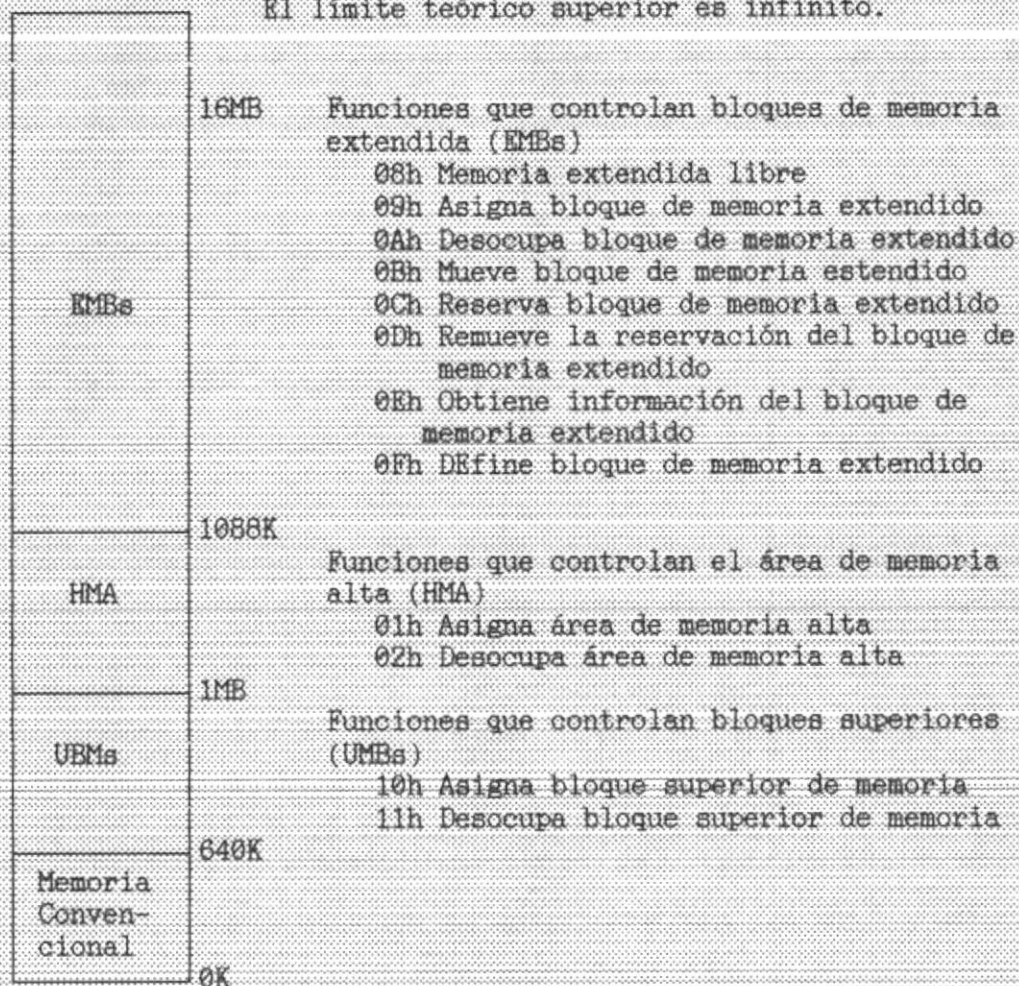 El límite teórico superior es infinito.
16MB
Funciones que controlan bloques de memoria
extendida (EMBs)
08h Memoria extendida libre
09h Asigna bloque de memoria extendido
0Ah Desocupa bloque de memoria extendido
0Bh Mueve bloque de memoria estendido
EMBs
0Ch Reserva bloque de memoria extendido
0Dh Remueve la reservación del bloque de
memoria extendido
0Eh Obtiene información del bloque de
memoria extendido
0Fh DEfine bloque de memoria extendido
1088K
Funciones que controlan el área de memoria
HMA
alta (HMA)
01h Asigna área de memoria alta
02h Desocupa área de memoria alta
1MB
Funciones que controlan bloques superiores
UBMs
(UMBs)
10h Asigna bloque superior de memoria
11h Desocupa bloque superior de memoria
640K
Memoria
Conven-
cional
0K